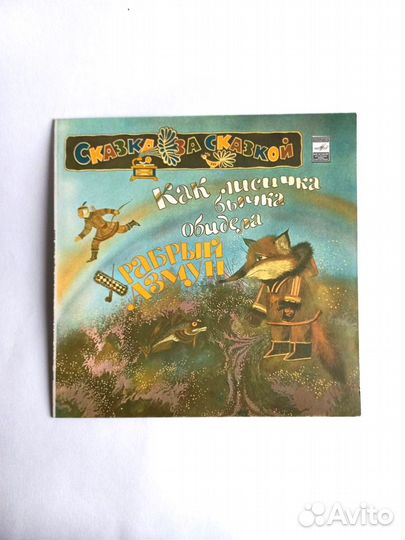 Сказка за сказкой
Как лисичка
бычка
обидела
Храбрый
Азмун
Avito